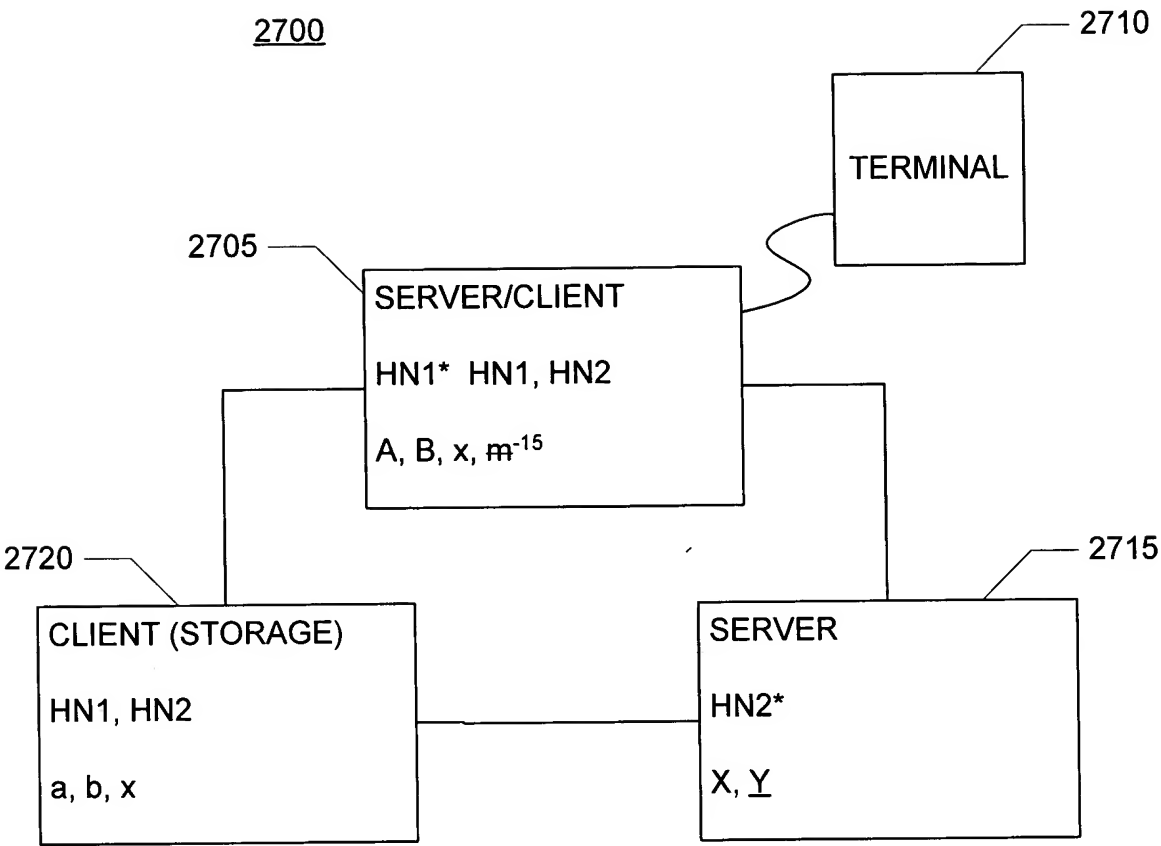 2700
2710
TERMINAL
2705
SERVER/CLIENT
HN1* HN1, HN2
A, B, x, m-15
2720
CLIENT (STORAGE)
HN1, HN2
a, b, x
2715
SERVER
HN2*
X, Y